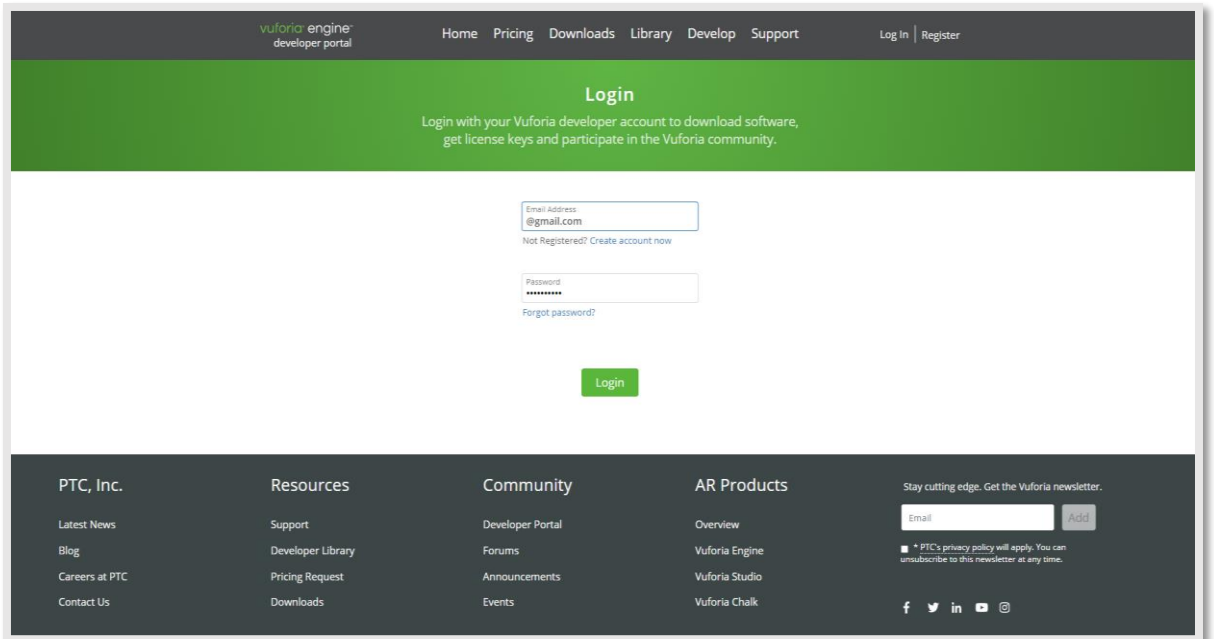 vuforia engine
developer portal
Home Pricing Downloads Library Develop Support
Log In | Register
Login
Login with your Vuforia developer account to download software,
get license keys and participate in the Vuforia community.
Email Address
@gmail.com
Not Registered? Create account now
Password
••••••••••
Forgot password?
Login
PTC, Inc.
Latest News
Blog
Careers at PTC
Contact Us
Resources
Support
Developer Library
Pricing Request
Downloads
Community
Developer Portal
Forums
Announcements
Events
AR Products
Overview
Vuforia Engine
Vuforia Studio
Vuforia Chalk
Stay cutting edge. Get the Vuforia newsletter.
Email
Add
* PTC's privacy policy will apply. You can
unsubscribe to this newsletter at any time.